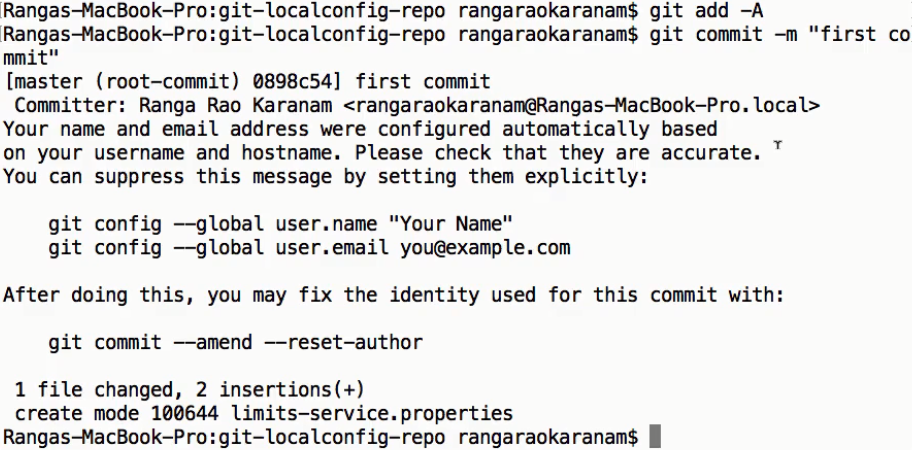 Rangas-MacBook-Pro:git-localconfig-repo rangaraokaranam$ git add -A
Rangas-MacBook-Pro:git-localconfig-repo rangaraokaranam$ git commit -m "first co
mmit"
[master (root-commit) 0898c54] first commit
 Committer: Ranga Rao Karanam <rangaraokaranam@Rangas-MacBook-Pro.local>
Your name and email address were configured automatically based
on your username and hostname. Please check that they are accurate.
You can suppress this message by setting them explicitly:

    git config --global user.name "Your Name"
    git config --global user.email you@example.com

After doing this, you may fix the identity used for this commit with:

    git commit --amend --reset-author

 1 file changed, 2 insertions(+)
 create mode 100644 limits-service.properties
Rangas-MacBook-Pro:git-localconfig-repo rangaraokaranam$